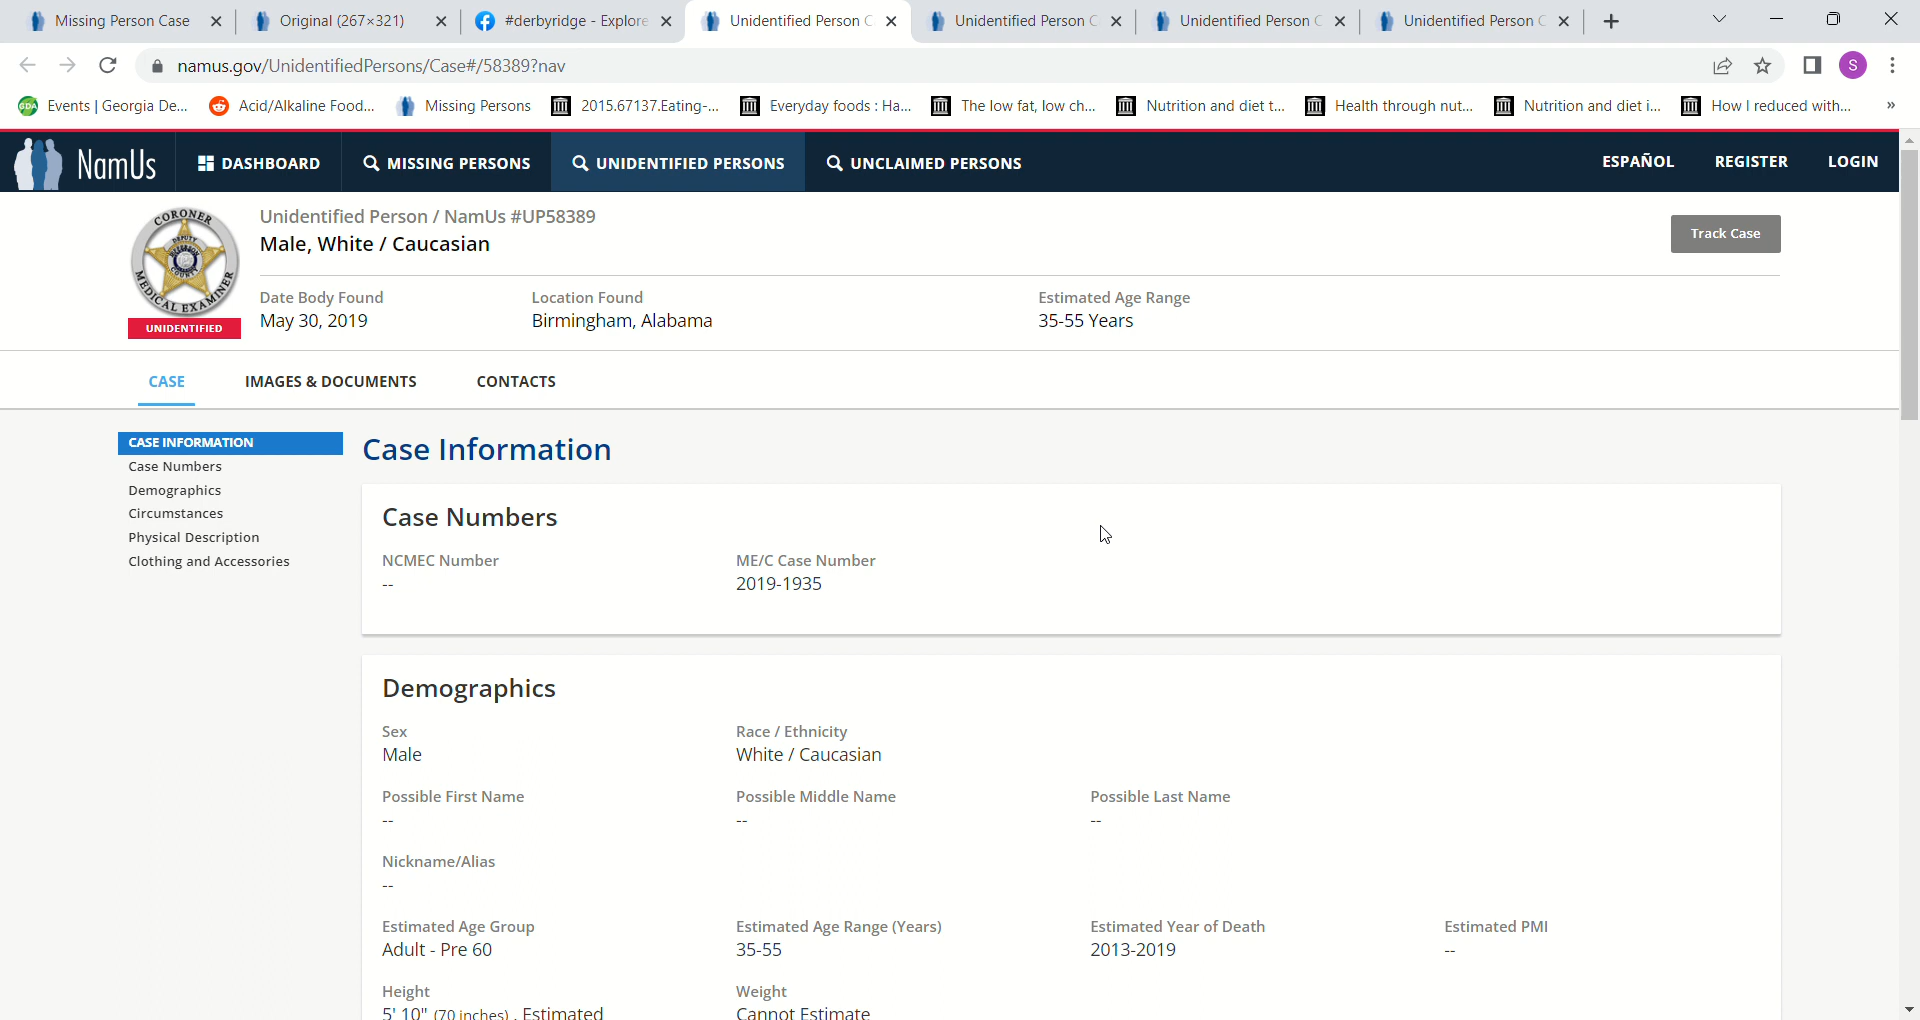 Missing Person Case
Original (267×321)
#derbyridge - Explore
Unidentified Person C
Unidentified Person C
Unidentified Person C
Unidentified Person C
namus.gov/UnidentifiedPersons/Case#/58389?nav
S
Events | Georgia De...
Acid/Alkaline Food...
Missing Persons
2015.67137.Eating-...
Everyday foods : Ha...
The low fat, low ch...
Nutrition and diet t...
Health through nut...
Nutrition and diet i...
How I reduced with...
»
NamUs
DASHBOARD
MISSING PERSONS
UNIDENTIFIED PERSONS
UNCLAIMED PERSONS
ESPAÑOL
REGISTER
LOGIN
CORONER
DEPUTY
JEFFERSON
COUNTY
MEDICAL EXAMINER
UNIDENTIFIED
Unidentified Person / NamUs #UP58389
Male, White / Caucasian
Track Case
Date Body Found
May 30, 2019
Location Found
Birmingham, Alabama
Estimated Age Range
35-55 Years
CASE
IMAGES & DOCUMENTS
CONTACTS
CASE INFORMATION
Case Numbers
Demographics
Circumstances
Physical Description
Clothing and Accessories
Case Information
Case Numbers
NCMEC Number
--
ME/C Case Number
2019-1935
Demographics
Sex
Male
Race / Ethnicity
White / Caucasian
Possible First Name
--
Possible Middle Name
--
Possible Last Name
--
Nickname/Alias
--
Estimated Age Group
Adult - Pre 60
Estimated Age Range (Years)
35-55
Estimated Year of Death
2013-2019
Estimated PMI
--
Height
5' 10" (70 inches) , Estimated
Weight
Cannot Estimate